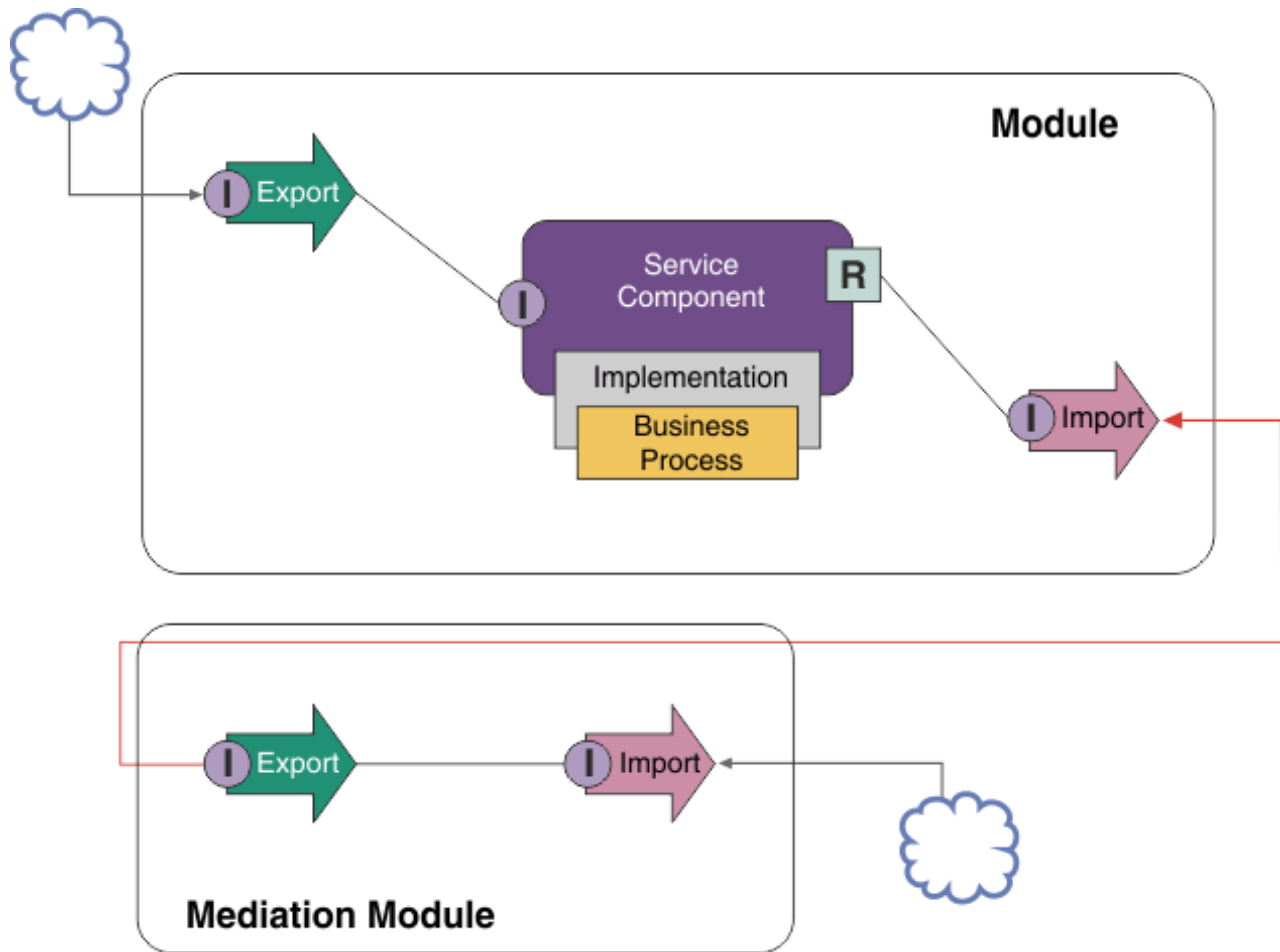 Module
I
Export
Service
Component
R
I
Implementation
Business
Process
I
Import
I
Export
I
Import
Mediation Module